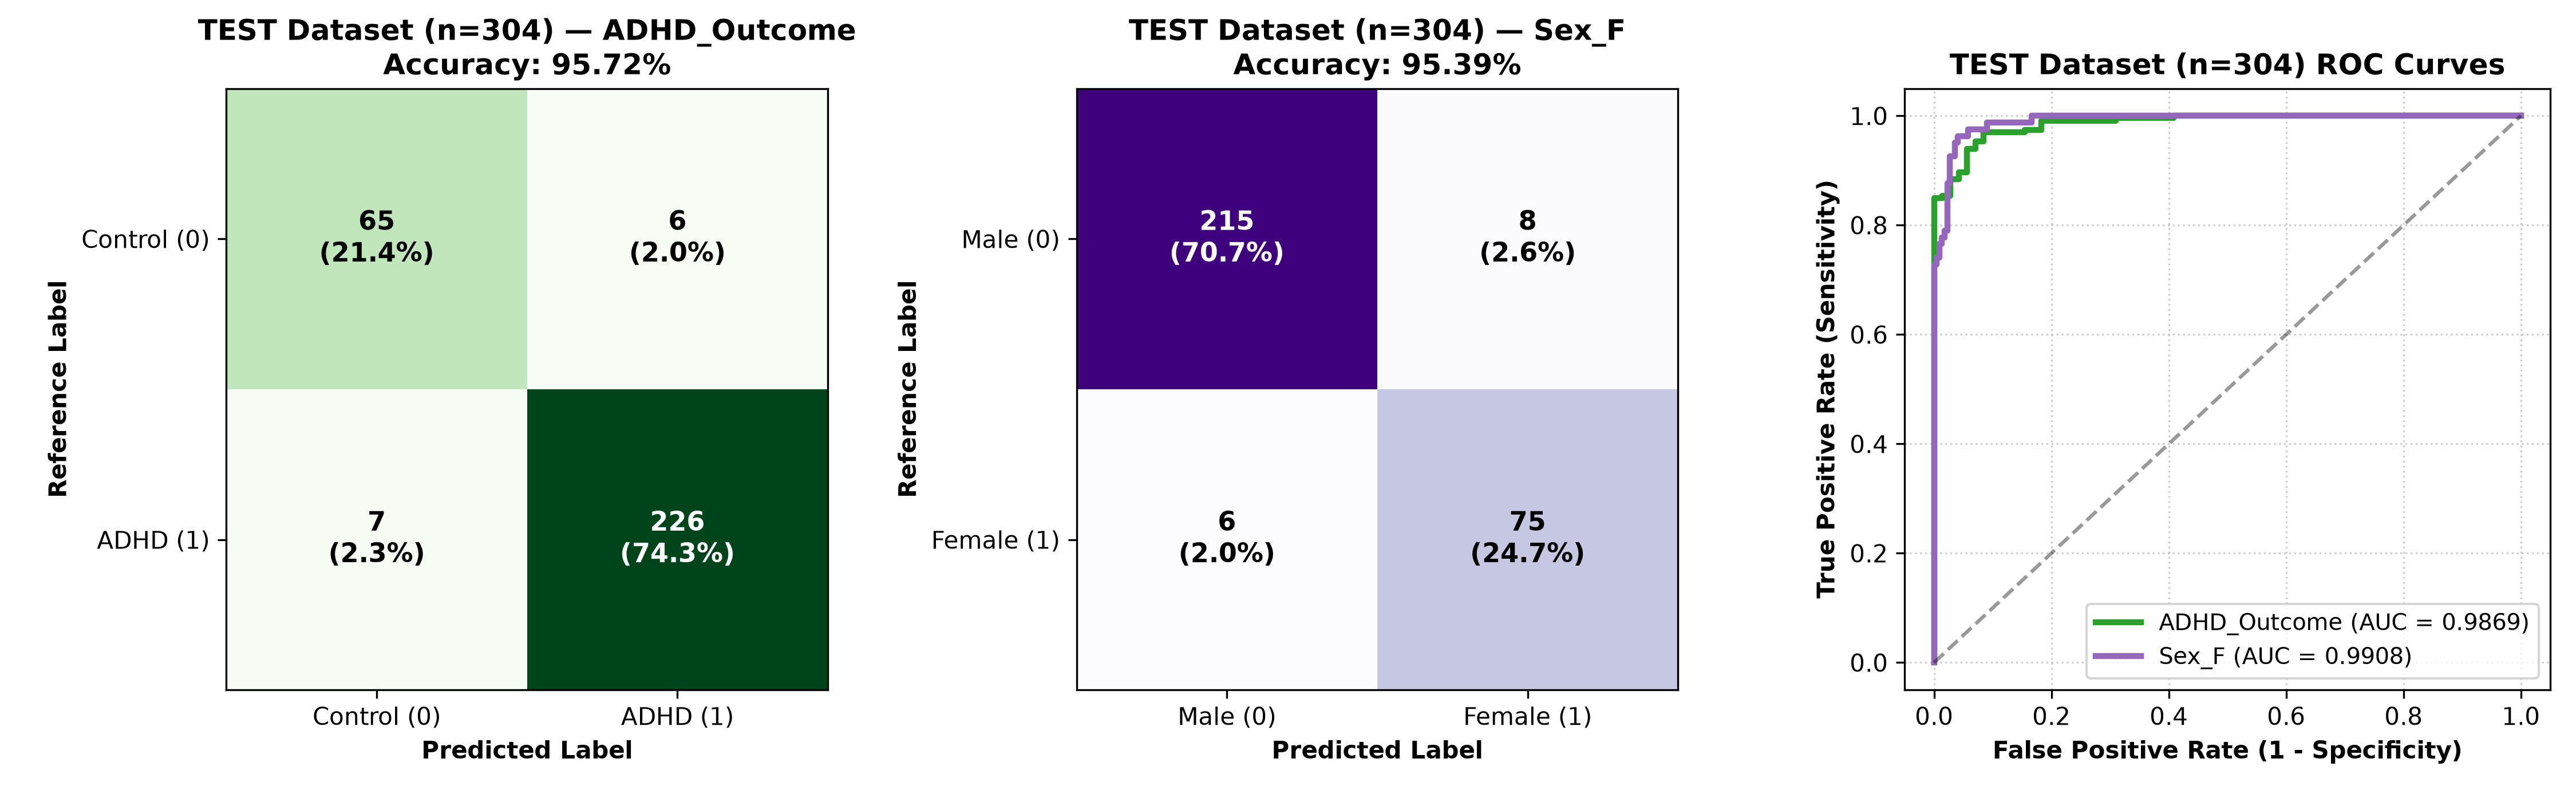 TEST Dataset (n=304) — ADHD_Outcome
Accuracy: 95.72%
Reference Label
Control (0)
ADHD (1)
65
(21.4%)
6
(2.0%)
7
(2.3%)
226
(74.3%)
Control (0)
ADHD (1)
Predicted Label
TEST Dataset (n=304) — Sex_F
Accuracy: 95.39%
Reference Label
Male (0)
Female (1)
215
(70.7%)
8
(2.6%)
6
(2.0%)
75
(24.7%)
Male (0)
Female (1)
Predicted Label
TEST Dataset (n=304) ROC Curves
True Positive Rate (Sensitivity)
1.0
0.8
0.6
0.4
0.2
0.0
ADHD_Outcome (AUC = 0.9869)
Sex_F (AUC = 0.9908)
0.0
0.2
0.4
0.6
0.8
1.0
False Positive Rate (1 - Specificity)